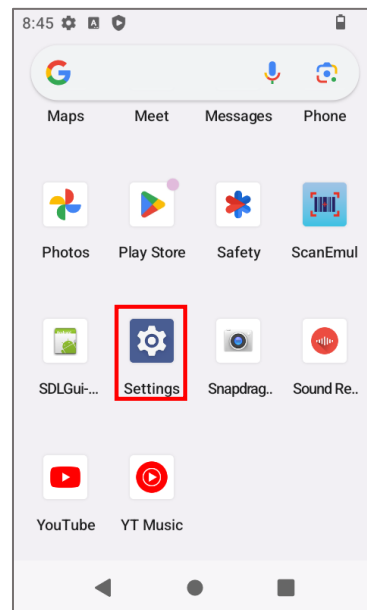 8:45
Maps Meet Messages Phone
Photos Play Store Safety ScanEmul
SDLGui-... Settings Snapdrag.. Sound Re..
YouTube YT Music